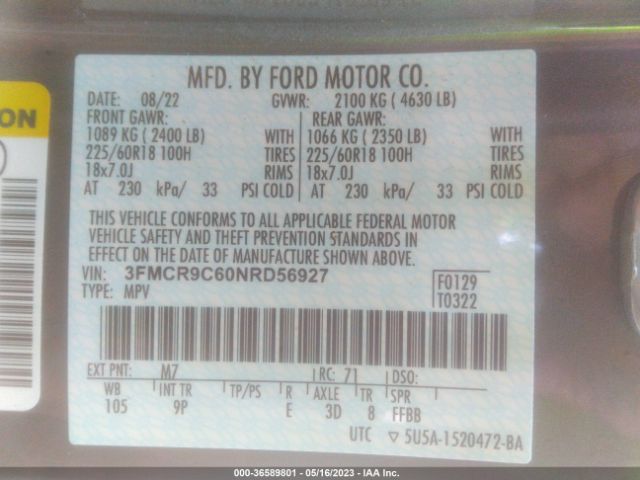 ON
MFD. BY FORD MOTOR CO.
DATE: 08/22 GVWR: 2100 KG ( 4630 LB)
FRONT GAWR: REAR GAWR:
1089 KG ( 2400 LB) WITH 1066 KG ( 2350 LB) WITH
225/60R18 100H TIRES 225/60R18 100H TIRES
18x7.0J RIMS 18x7.0J RIMS
AT 230 kPa/ 33 PSI COLD AT 230 kPa/ 33 PSI COLD
THIS VEHICLE CONFORMS TO ALL APPLICABLE FEDERAL MOTOR
VEHICLE SAFETY AND THEFT PREVENTION STANDARDS IN
EFFECT ON THE DATE OF MANUFACTURE SHOWN ABOVE.
VIN: 3FMCR9C60NRD56927 F0129
TYPE: MPV T0322
EXT PNT: M7 RC: 71 DSO:
WB INT TR TP/PS R AXLE TR SPR
105 9P E 3D 8 FFBB
UTC ▽5U5A-1520472-BA
000-36589801 - 05/16/2023 - IAA Inc.